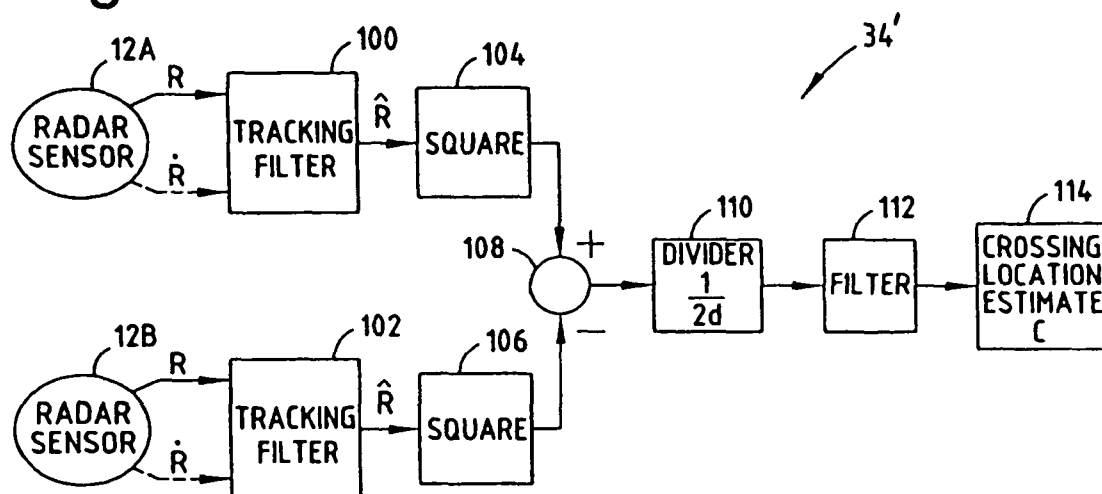 12A
100
104
34'
R
R̂
RADAR
SENSOR
TRACKING
FILTER
SQUARE
Ṙ
108
+
−
110
112
114
DIVIDER
1
2d
FILTER
CROSSING
LOCATION
ESTIMATE
C
12B
102
106
R
R̂
RADAR
SENSOR
TRACKING
FILTER
SQUARE
Ṙ